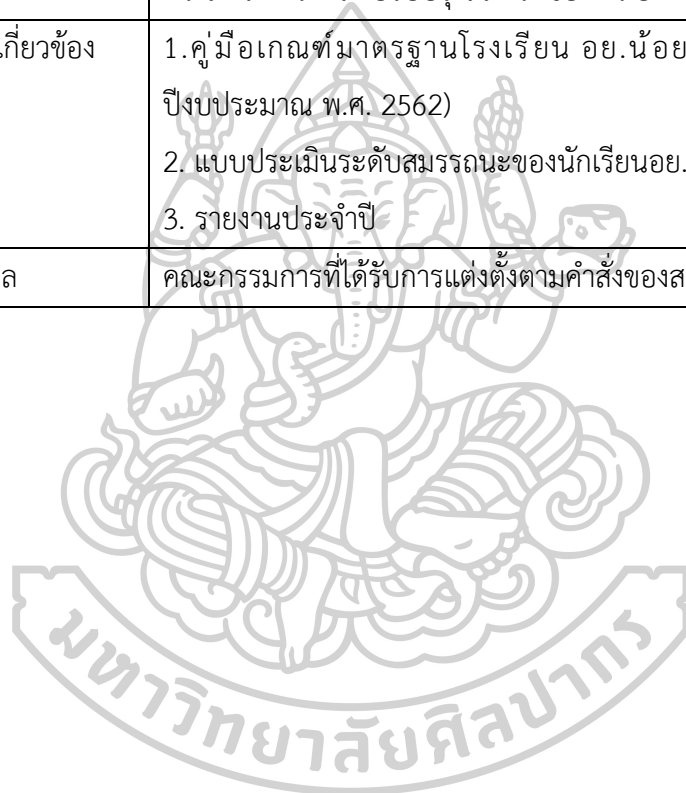 เกี่ยวข้อง
1.คู่มือเกณฑ์มาตรฐานโรงเรียน อย.น้อย
ปีงบประมาณ พ.ศ. 2562)
2. แบบประเมินระดับสมรรถนะของนักเรียนอย.
3. รายงานประจำปี
ล
คณะกรรมการที่ได้รับการแต่งตั้งตามคำสั่งของส
มหาวิทยาลัยศิลปากร